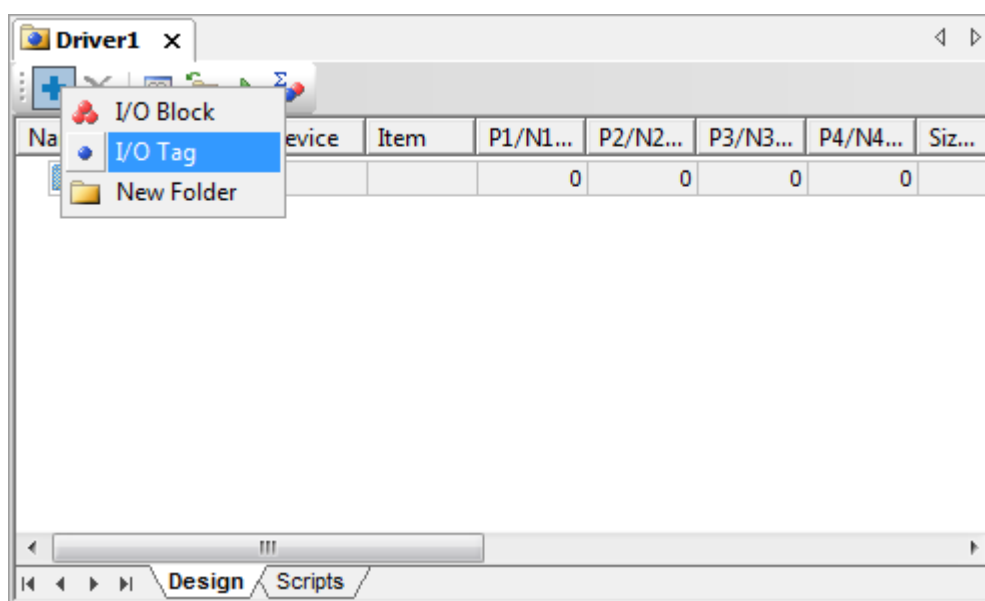 Driver1 X
I/O Block
Na evice Item P1/N1... P2/N2... P3/N3... P4/N4... Siz...
I/O Tag
0 0 0 0
New Folder
Design Scripts